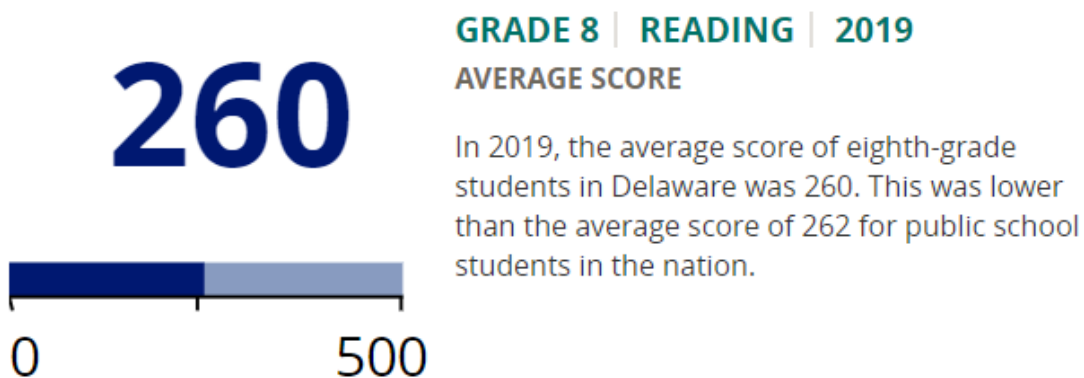 260
0 500
GRADE 8 | READING | 2019
AVERAGE SCORE
In 2019, the average score of eighth-grade
students in Delaware was 260. This was lower
than the average score of 262 for public school
students in the nation.